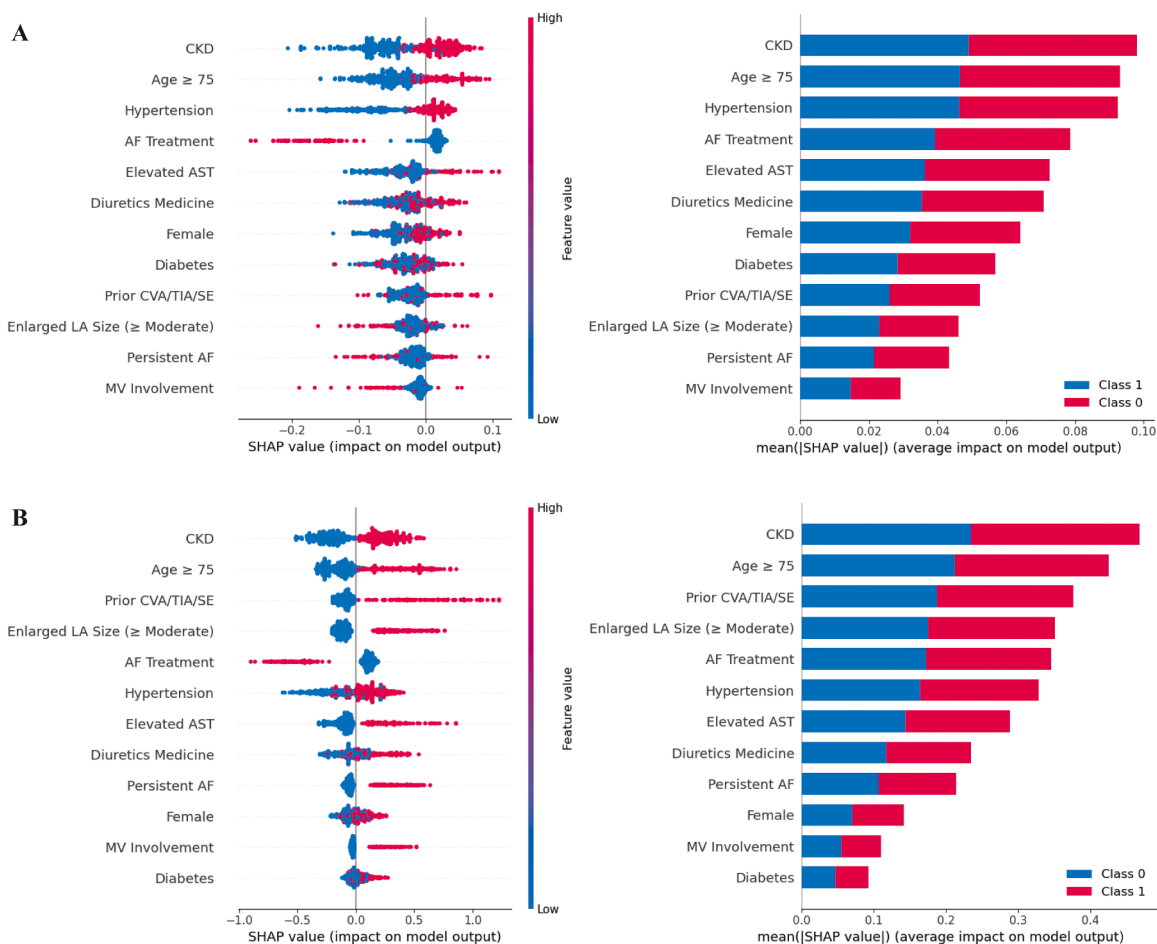 A
High
CKD
Age ≥ 75
Hypertension
AF Treatment
Elevated AST
Diuretics Medicine
Female
Diabetes
Prior CVA/TIA/SE
Enlarged LA Size (≥ Moderate)
Persistent AF
MV Involvement
Feature value
Low
−0.2 −0.1 0.0 0.1
SHAP value (impact on model output)
CKD
Age ≥ 75
Hypertension
AF Treatment
Elevated AST
Diuretics Medicine
Female
Diabetes
Prior CVA/TIA/SE
Enlarged LA Size (≥ Moderate)
Persistent AF
MV Involvement
Class 1
Class 0
0.00 0.02 0.04 0.06 0.08 0.10
mean(|SHAP value|) (average impact on model output)
B
High
CKD
Age ≥ 75
Prior CVA/TIA/SE
Enlarged LA Size (≥ Moderate)
AF Treatment
Hypertension
Elevated AST
Diuretics Medicine
Persistent AF
Female
MV Involvement
Diabetes
Feature value
Low
−1.0 −0.5 0.0 0.5 1.0
SHAP value (impact on model output)
CKD
Age ≥ 75
Prior CVA/TIA/SE
Enlarged LA Size (≥ Moderate)
AF Treatment
Hypertension
Elevated AST
Diuretics Medicine
Persistent AF
Female
MV Involvement
Diabetes
Class 0
Class 1
0.0 0.1 0.2 0.3 0.4
mean(|SHAP value|) (average impact on model output)